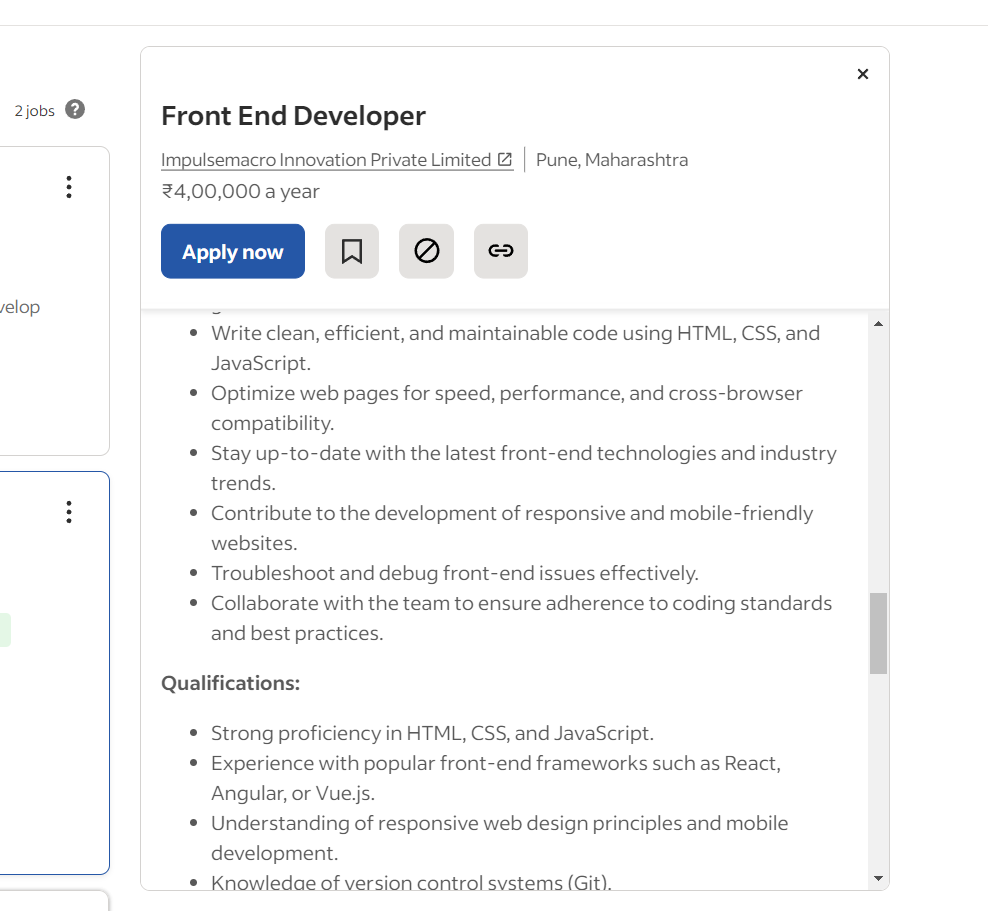 2 jobs
velop
Front End Developer
Impulsemacro Innovation Private Limited
Pune, Maharashtra
₹4,00,000 a year
Apply now
Write clean, efficient, and maintainable code using HTML, CSS, and
JavaScript.
Optimize web pages for speed, performance, and cross-browser
compatibility.
Stay up-to-date with the latest front-end technologies and industry
trends.
Contribute to the development of responsive and mobile-friendly
websites.
Troubleshoot and debug front-end issues effectively.
Collaborate with the team to ensure adherence to coding standards
and best practices.
Qualifications:
Strong proficiency in HTML, CSS, and JavaScript.
Experience with popular front-end frameworks such as React,
Angular, or Vue.js.
Understanding of responsive web design principles and mobile
development.
Knowledge of version control systems (Git).